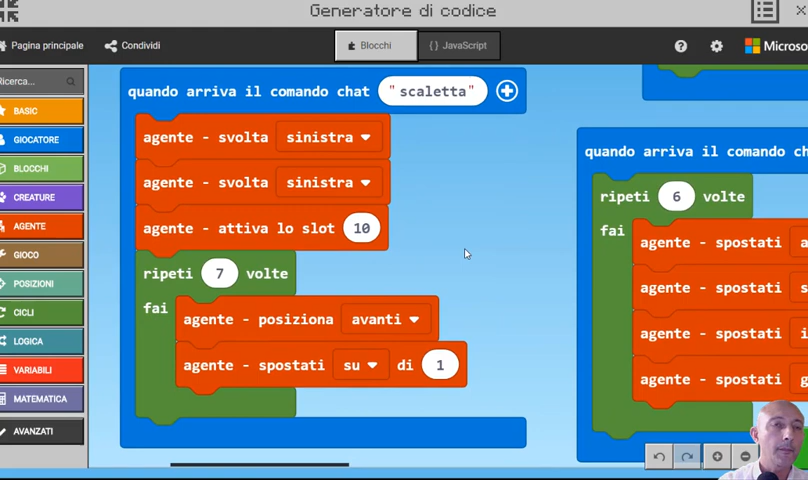 Generatore di codice
Pagina principale
Condividi
Blocchi
{ } JavaScript
Microso
Ricerca...
BASIC
GIOCATORE
BLOCCHI
CREATURE
AGENTE
GIOCO
POSIZIONI
CICLI
LOGICA
VARIABILI
MATEMATICA
AVANZATI
quando arriva il comando chat "scaletta"
agente - svolta sinistra
agente - svolta sinistra
agente - attiva lo slot 10
ripeti 7 volte
fai
agente - posiziona avanti
agente - spostati su di 1
quando arriva il comando ch
ripeti 6 volte
fai
agente - spostati a
agente - spostati s
agente - spostati i
agente - spostati g